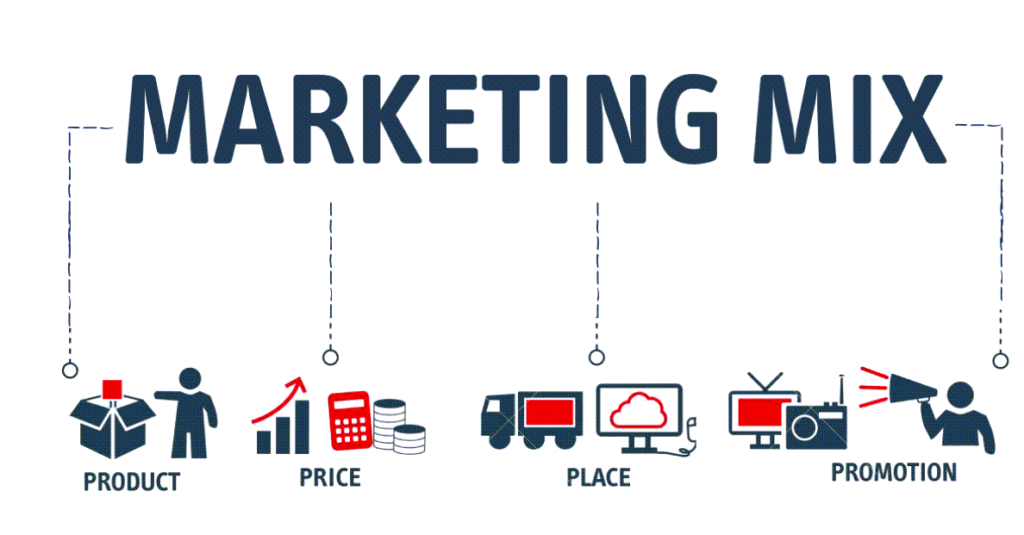 MARKETING MIX
PRODUCT
PRICE
PLACE
PROMOTION